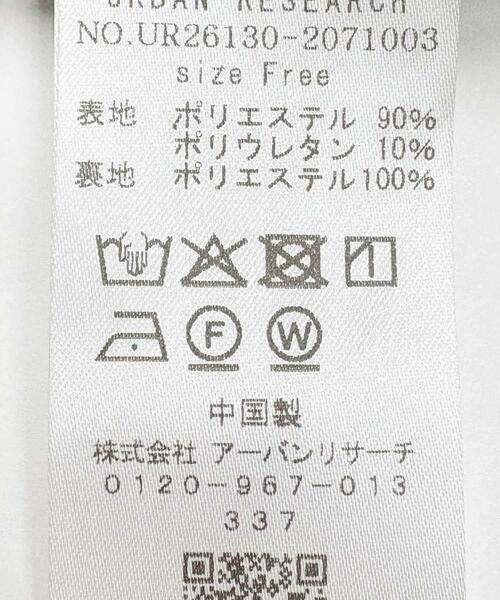 URBAN RESEARCH
NO.UR26130-2071003
size Free
表地 ポリエステル 90%
ポリウレタン 10%
裏地 ポリエステル100%
F W
中国製
株式会社 アーバンリサーチ
0120-967-013
337